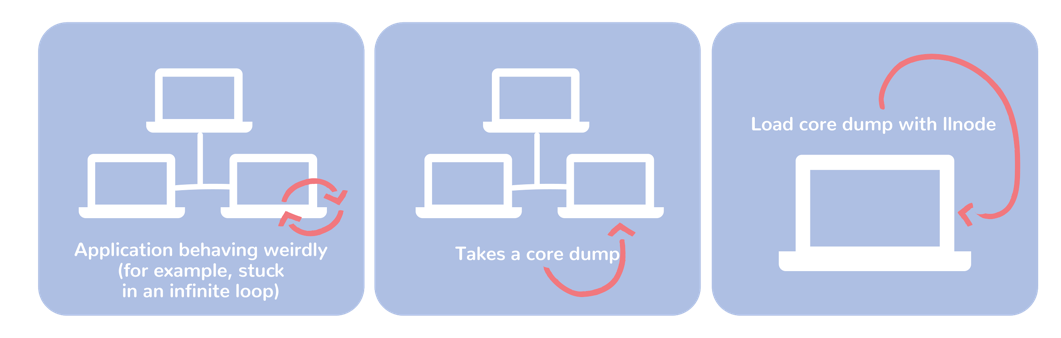 Application behaving weirdly
(for example, stuck
in an infinite loop)
Takes a core dump
Load core dump with llnode